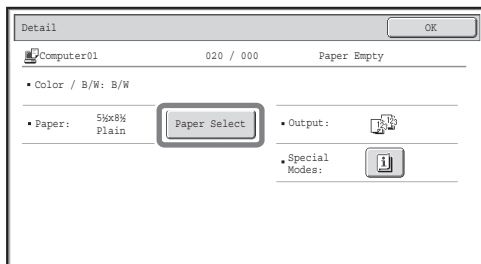 Detail
OK
Computer01 020 / 000 Paper Empty
▪ Color / B/W: B/W
▪ Paper: 5½x8½
Plain
Paper Select
▪ Output:
▪ Special
Modes: